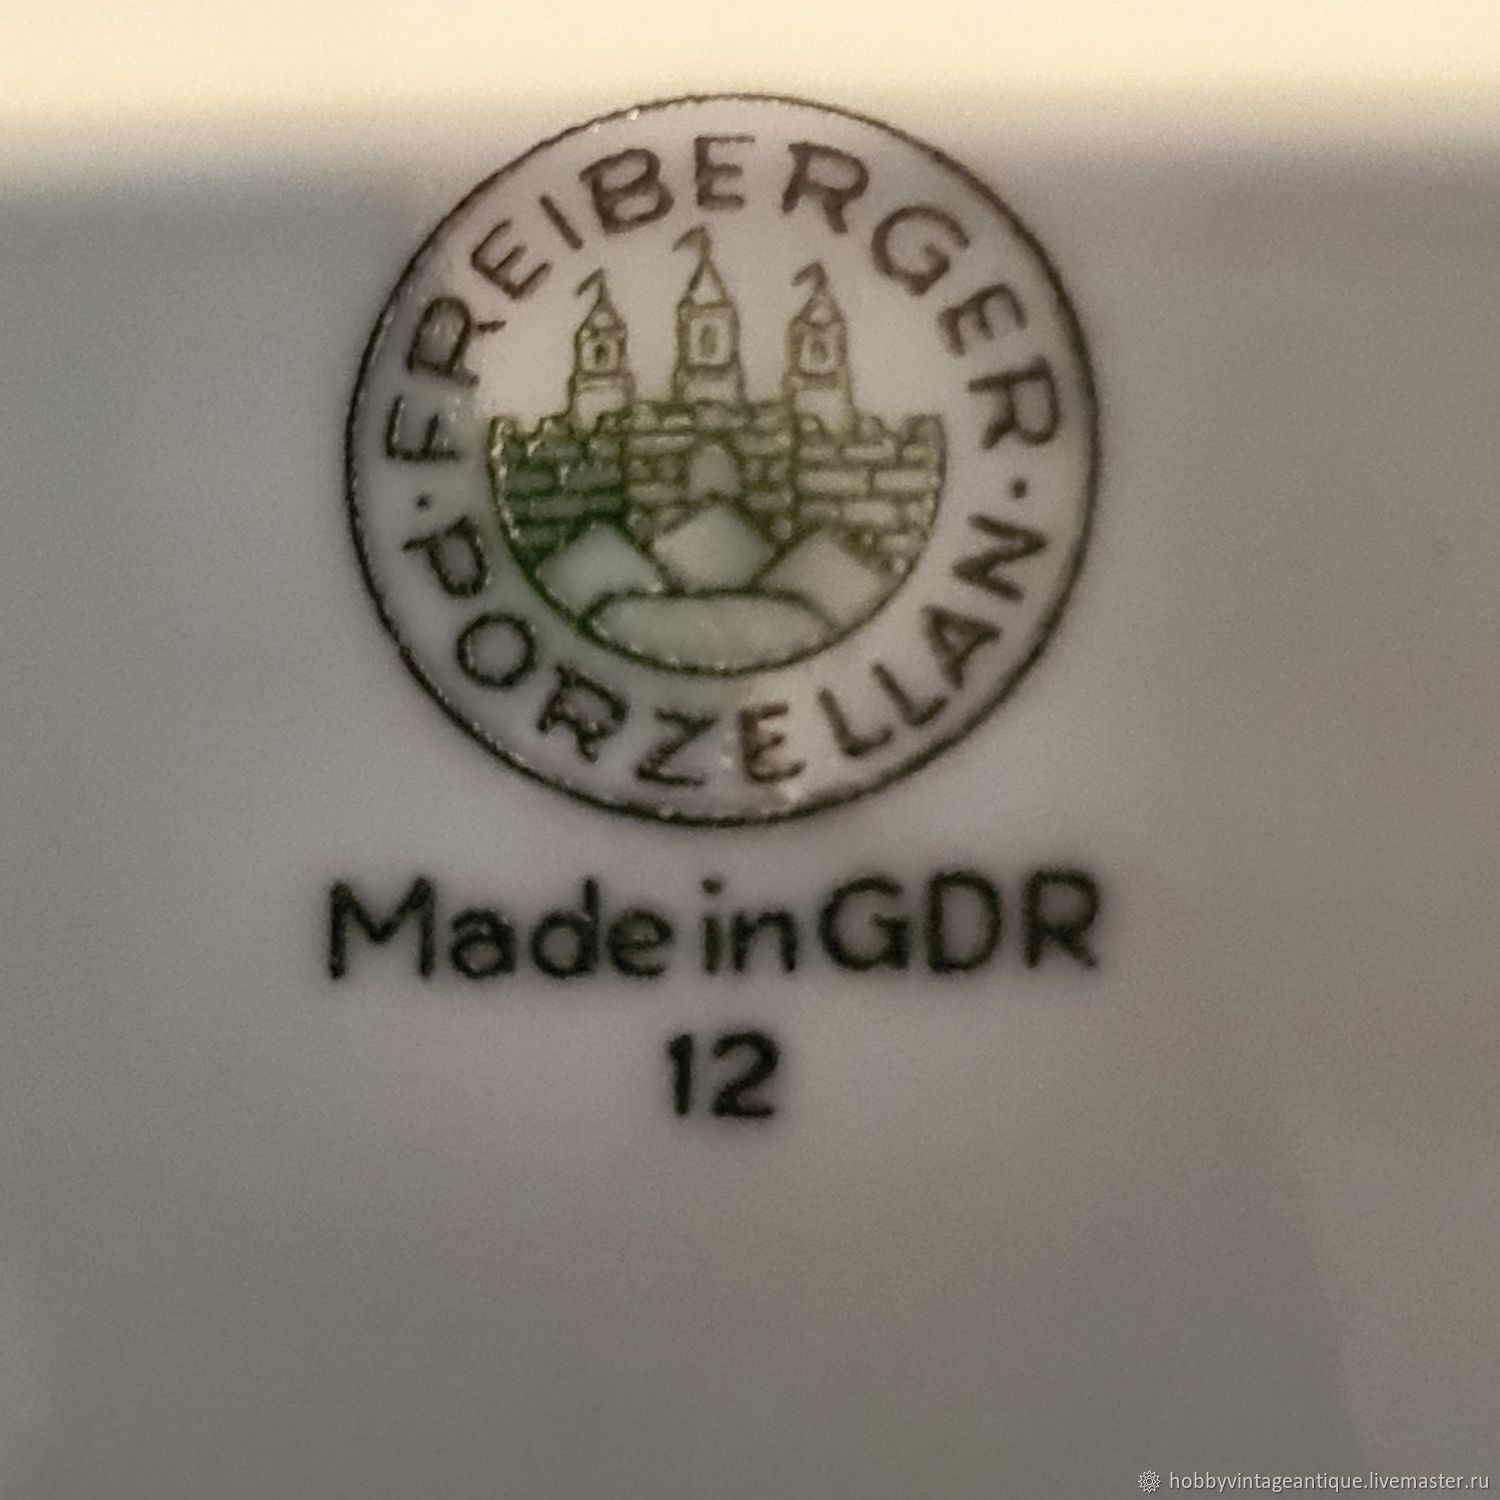 FREIBERGER
· PORZELLAN ·
Made in GDR
12
hobbyvintageantique.livemaster.ru